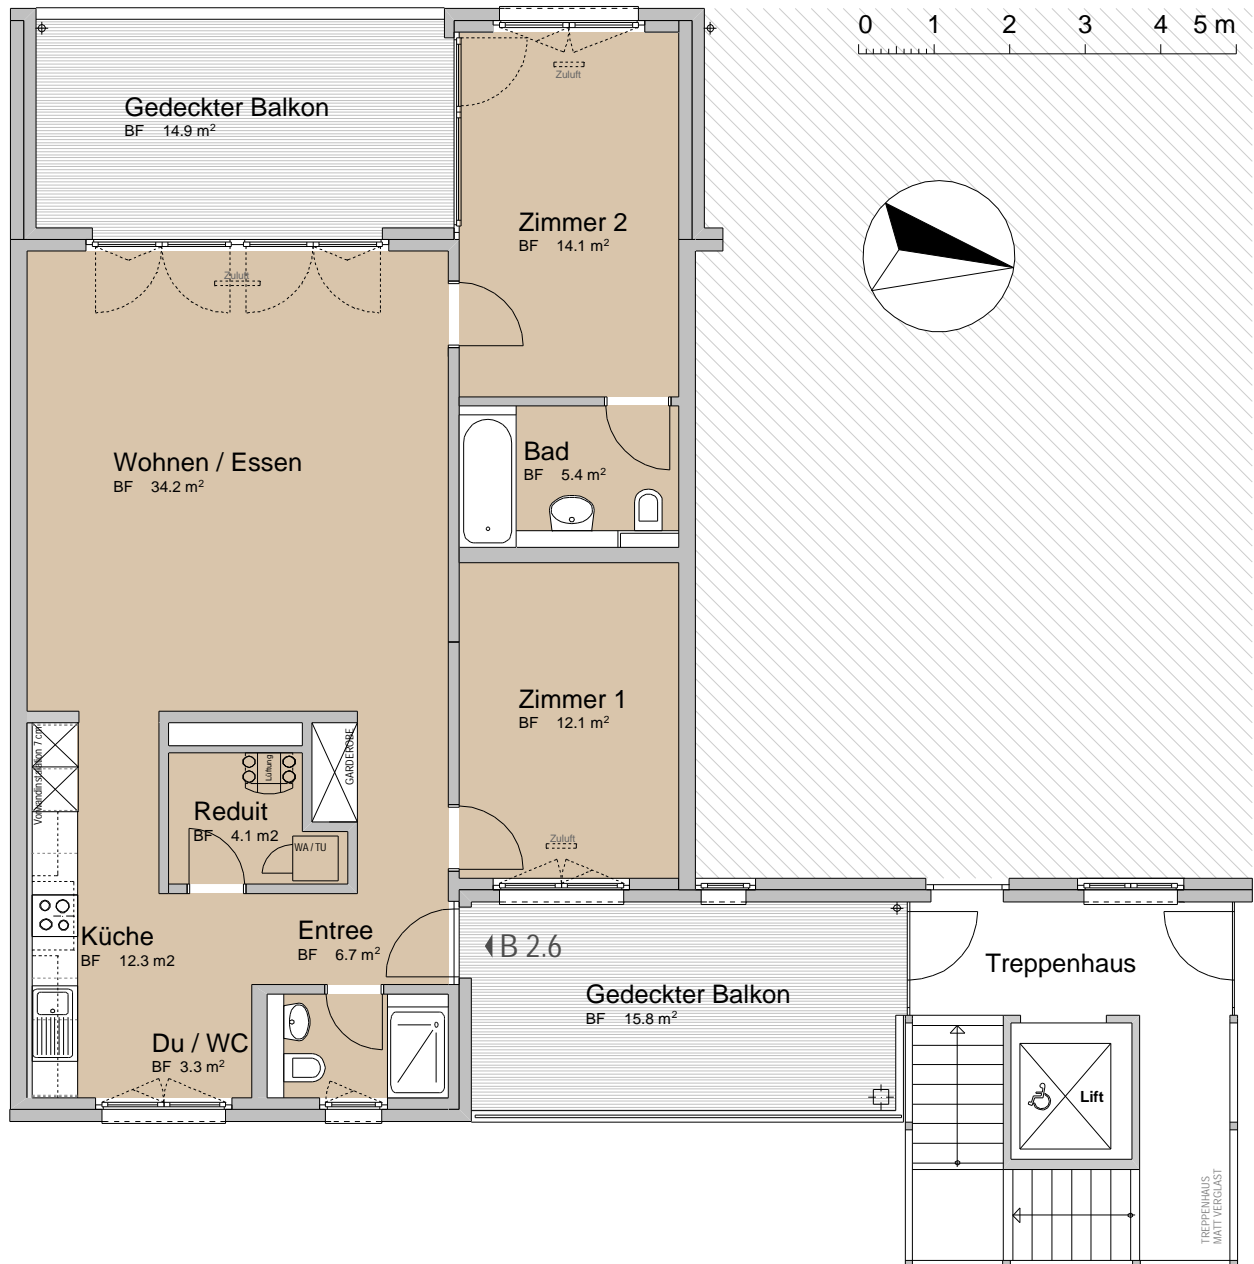 0 1 2 3 4 5 m
Zuluft
Gedeckter Balkon
BF 14.9 m²
Zimmer 2
BF 14.1 m²
Zuluft
Wohnen / Essen
BF 34.2 m²
Bad
BF 5.4 m²
Zimmer 1
BF 12.1 m²
Vorwandinstallation 7 cm
GARDEROBE
Lüftung
Reduit
BF 4.1 m2
WA / TU
Zuluft
Küche
BF 12.3 m2
Entree
BF 6.7 m²
B 2.6
Gedeckter Balkon
BF 15.8 m²
Treppenhaus
Du / WC
BF 3.3 m²
Lift
TREPPENHAUS
MATT VERGLAST